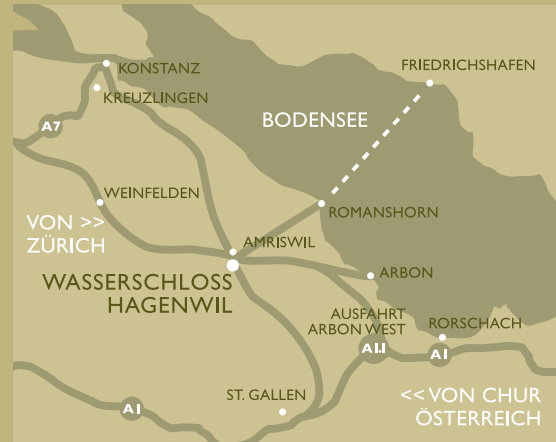 KONSTANZ
FRIEDRICHSHAFEN
KREUZLINGEN
A7
BODENSEE
WEINFELDEN
ROMANSHORN
VON >>
ZÜRICH
AMRISWIL
WASSERSCHLOSS
HAGENWIL
ARBON
AUSFAHRT
ARBON WEST
RORSCHACH
A1.1
A1
ST. GALLEN
A1
<< VON CHUR
ÖSTERREICH